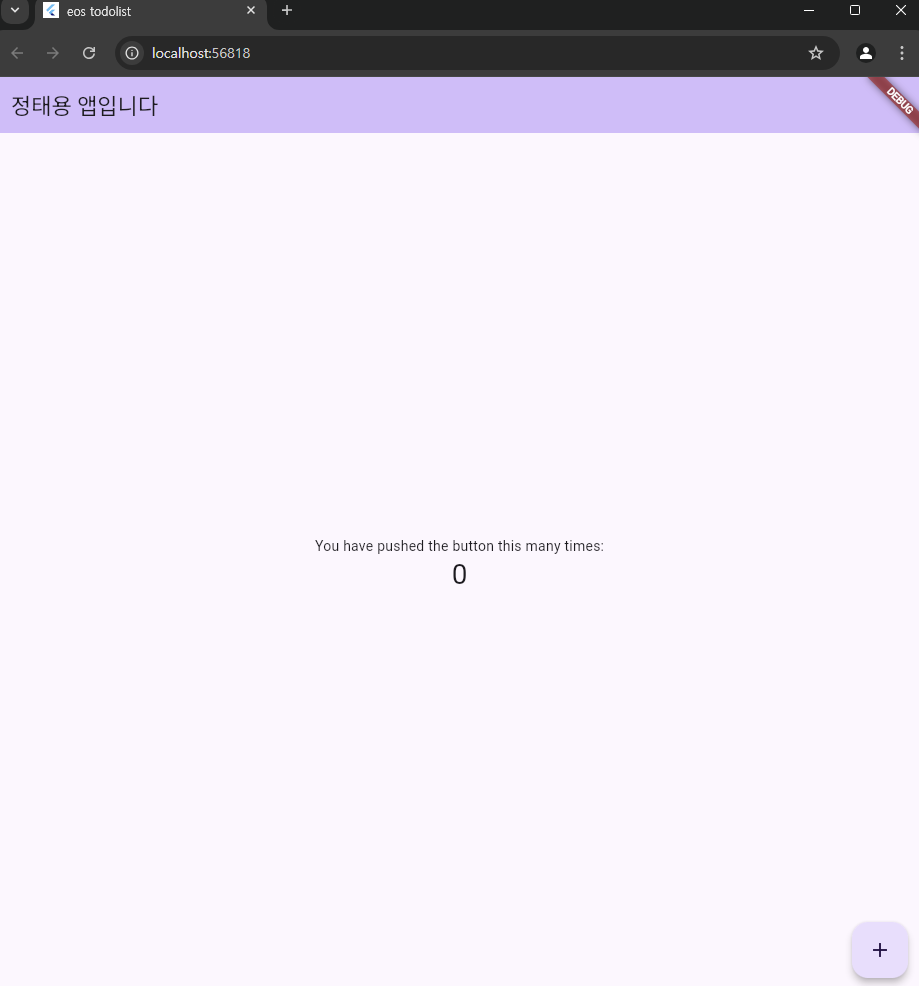 eos todolist
localhost:56818
정태용 앱입니다
DEBUG
You have pushed the button this many times:
0